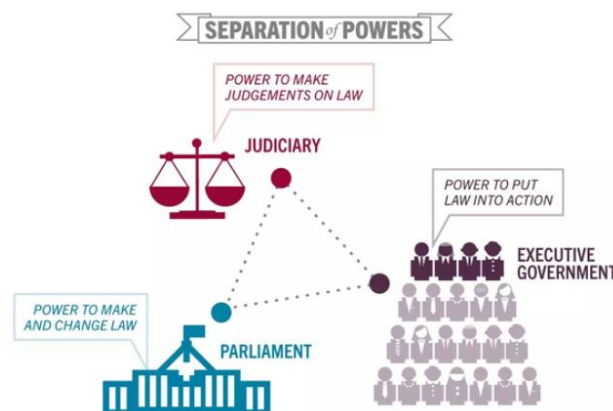 SEPARATION of POWERS
POWER TO MAKE
JUDGEMENTS ON LAW
JUDICIARY
POWER TO PUT
LAW INTO ACTION
EXECUTIVE
GOVERNMENT
POWER TO MAKE
AND CHANGE LAW
PARLIAMENT